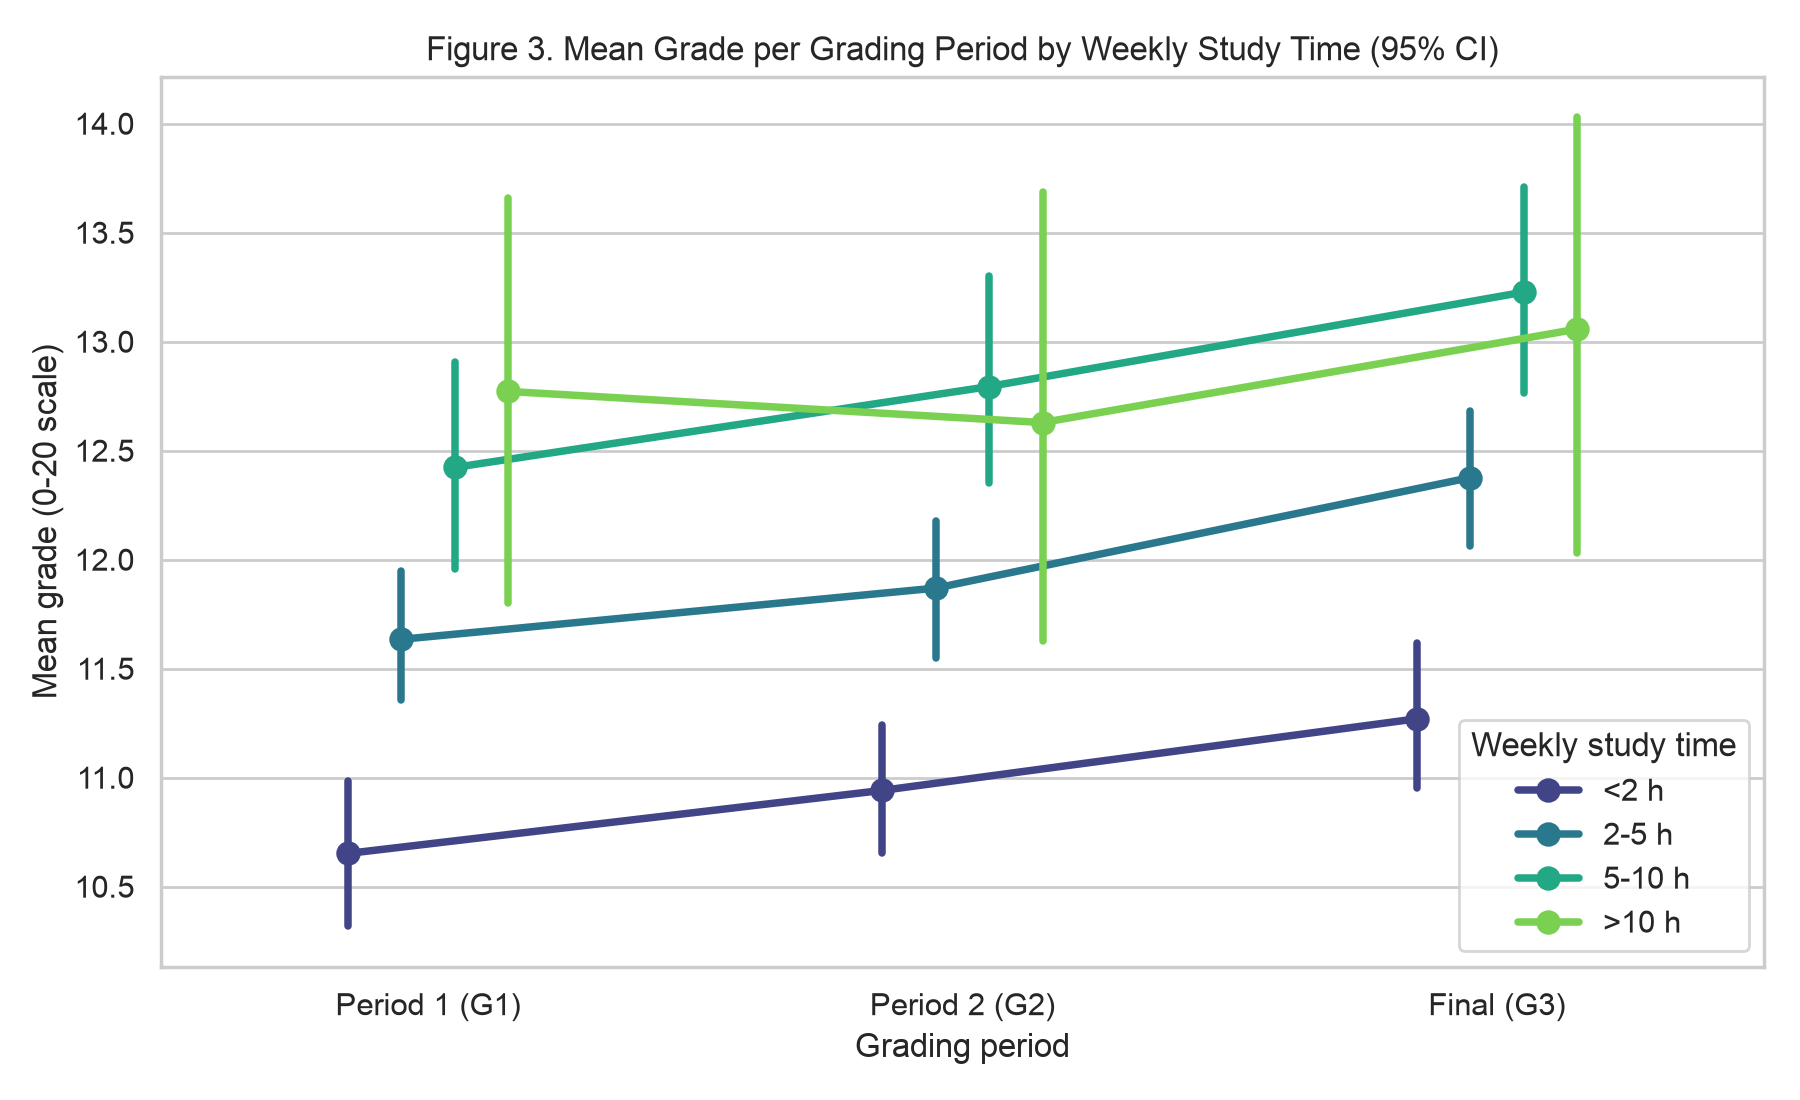 Figure 3. Mean Grade per Grading Period by Weekly Study Time (95% CI)
Mean grade (0-20 scale)
14.0
13.5
13.0
12.5
12.0
11.5
11.0
10.5
Weekly study time
<2 h
2-5 h
5-10 h
>10 h
Period 1 (G1)
Period 2 (G2)
Final (G3)
Grading period